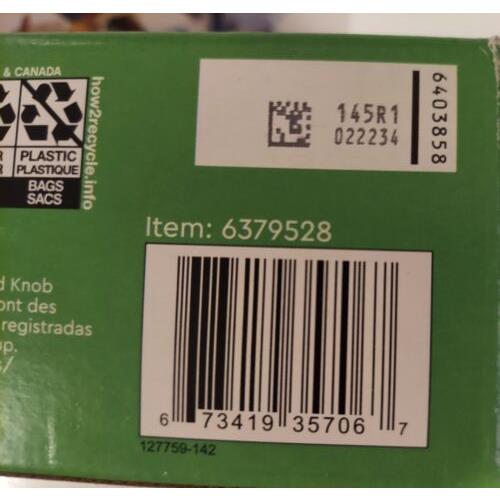 & CANADA
how2recycle.info
R PLASTIC
R PLASTIQUE
BAGS
SACS
145R1
022234
6403858
Item: 6379528
d Knob
ont des
registradas
up.
s/
6 73419 35706 7
127759-142